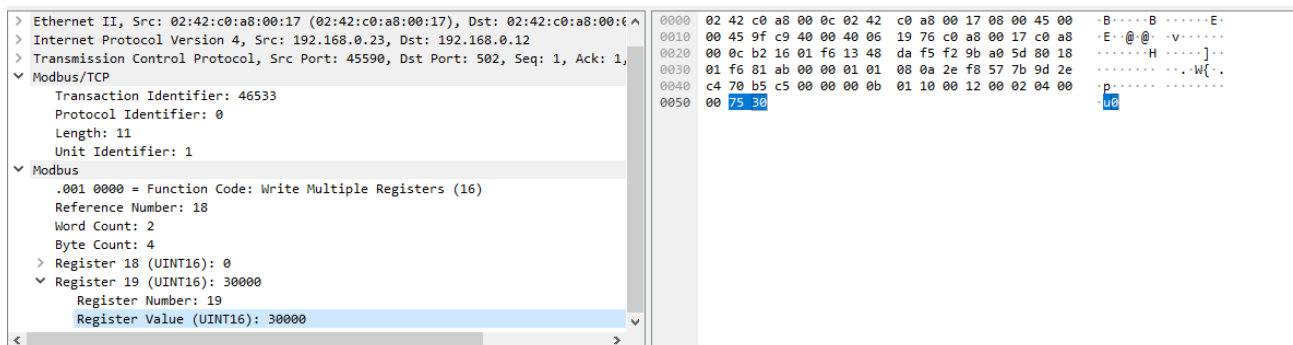 > Ethernet II, Src: 02:42:c0:a8:00:17 (02:42:c0:a8:00:17), Dst: 02:42:c0:a8:00:0
> Internet Protocol Version 4, Src: 192.168.0.23, Dst: 192.168.0.12
> Transmission Control Protocol, Src Port: 45590, Dst Port: 502, Seq: 1, Ack: 1,
Modbus/TCP
Transaction Identifier: 46533
Protocol Identifier: 0
Length: 11
Unit Identifier: 1
Modbus
.001 0000 = Function Code: Write Multiple Registers (16)
Reference Number: 18
Word Count: 2
Byte Count: 4
> Register 18 (UINT16): 0
Register 19 (UINT16): 30000
Register Number: 19
Register Value (UINT16): 30000
0000 02 42 c0 a8 00 0c 02 42 c0 a8 00 17 08 00 45 00 ·B·····B ······E·
0010 00 45 9f c9 40 00 40 06 19 76 c0 a8 00 17 c0 a8 ·E··@·@· ·v······
0020 00 0c b2 16 01 f6 13 48 da f5 f2 9b a0 5d 80 18 ·······H ·····]··
0030 01 f6 81 ab 00 00 01 01 08 0a 2e f8 57 7b 9d 2e ········ ··.·W{·.
0040 c4 70 b5 c5 00 00 00 0b 01 10 00 12 00 02 04 00 ·p······ ········
0050 00 75 30 ·u0